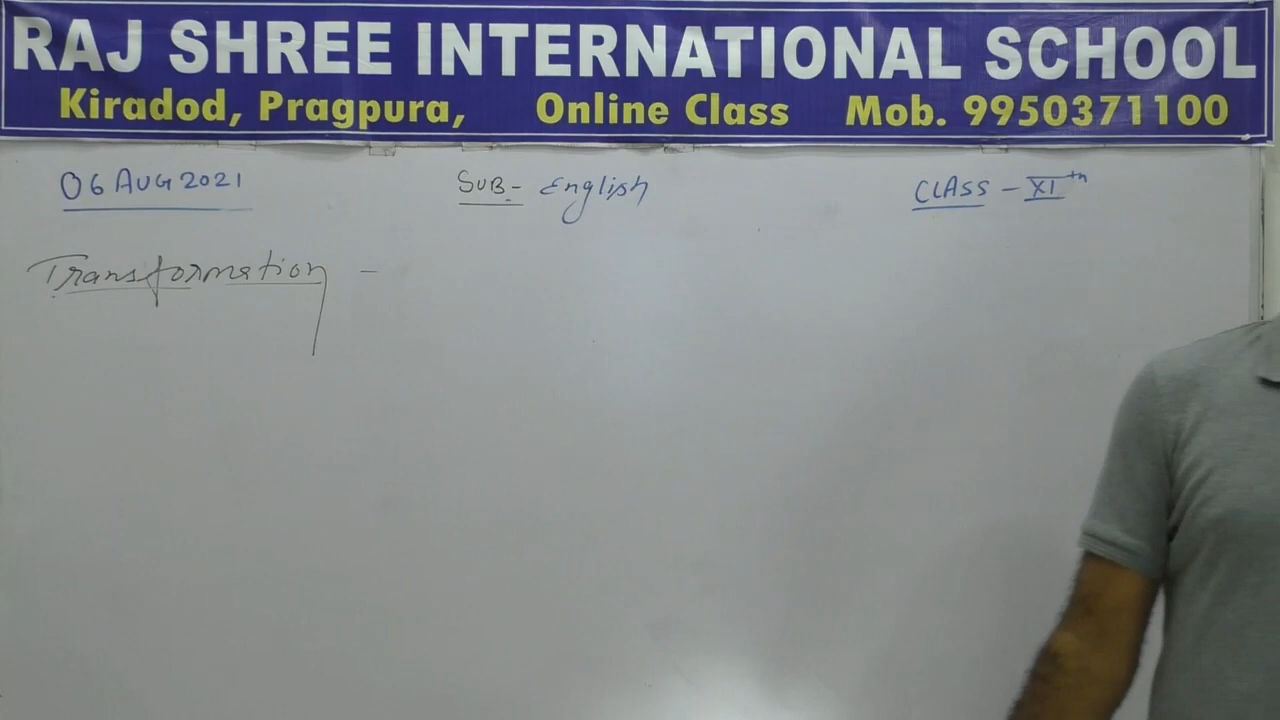 RAJ SHREE INTERNATIONAL SCHOOL
Kiradod, Pragpura, Online Class Mob. 9950371100
06 AUG 2021 SUB- English CLASS - XIth
Transformation -